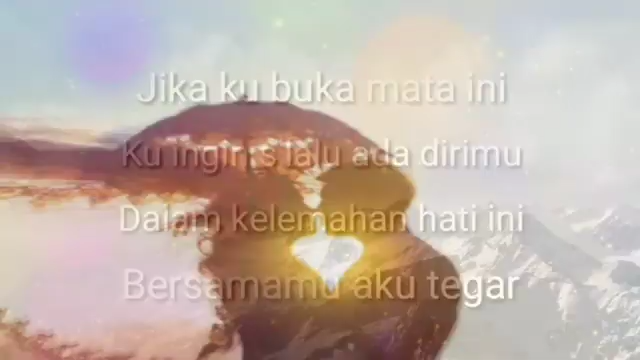 Jika ku buka mata ini
Ku ingin s lalu ada dirimu
Dalam kelemahan hati ini
Bersamamu aku tegar